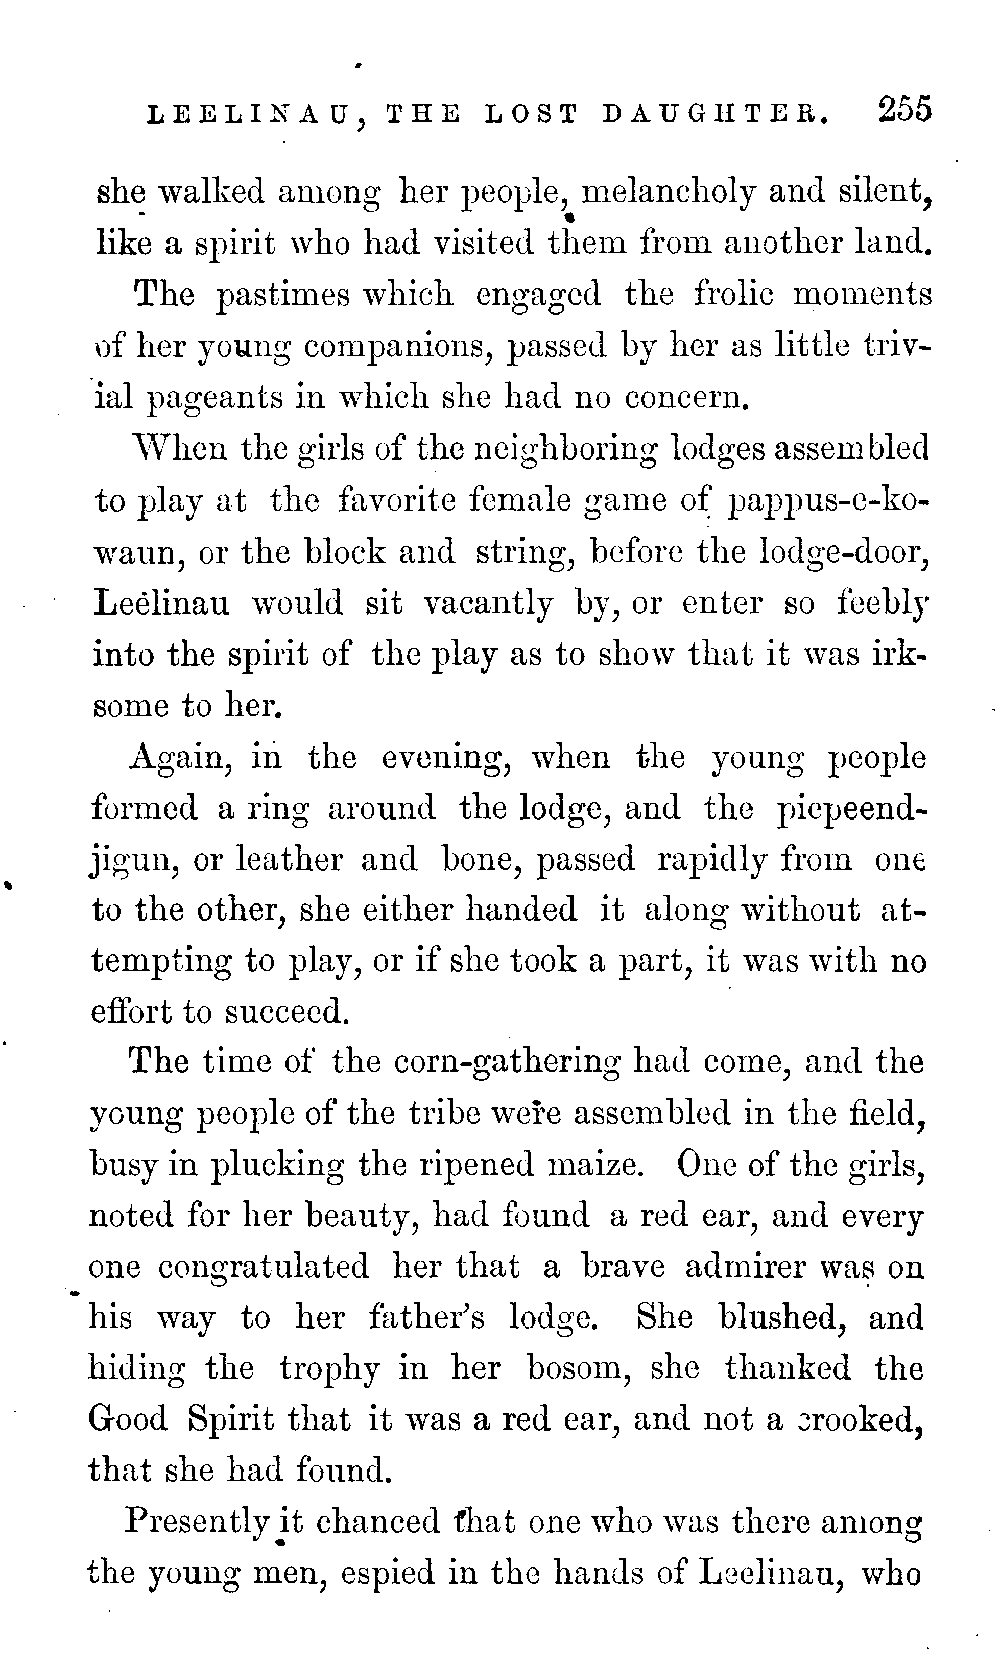 LEELINAU, THE LOST DAUGHTER. 255
she walked among her people, melancholy and silent,
like a spirit who had visited them from another land.
The pastimes which engaged the frolic moments
of her young companions, passed by her as little triv-
ial pageants in which she had no concern.
When the girls of the neighboring lodges assembled
to play at the favorite female game of pappus-e-ko-
waun, or the block and string, before the lodge-door,
Leelinau would sit vacantly by, or enter so feebly
into the spirit of the play as to show that it was irk-
some to her.
Again, in the evening, when the young people
formed a ring around the lodge, and the piepeend-
jigun, or leather and bone, passed rapidly from one
to the other, she either handed it along without at-
tempting to play, or if she took a part, it was with no
effort to succeed.
The time of the corn-gathering had come, and the
young people of the tribe were assembled in the field,
busy in plucking the ripened maize. One of the girls,
noted for her beauty, had found a red ear, and every
one congratulated her that a brave admirer was on
his way to her father's lodge. She blushed, and
hiding the trophy in her bosom, she thanked the
Good Spirit that it was a red ear, and not a crooked,
that she had found.
Presently it chanced that one who was there among
the young men, espied in the hands of Leelinau, who